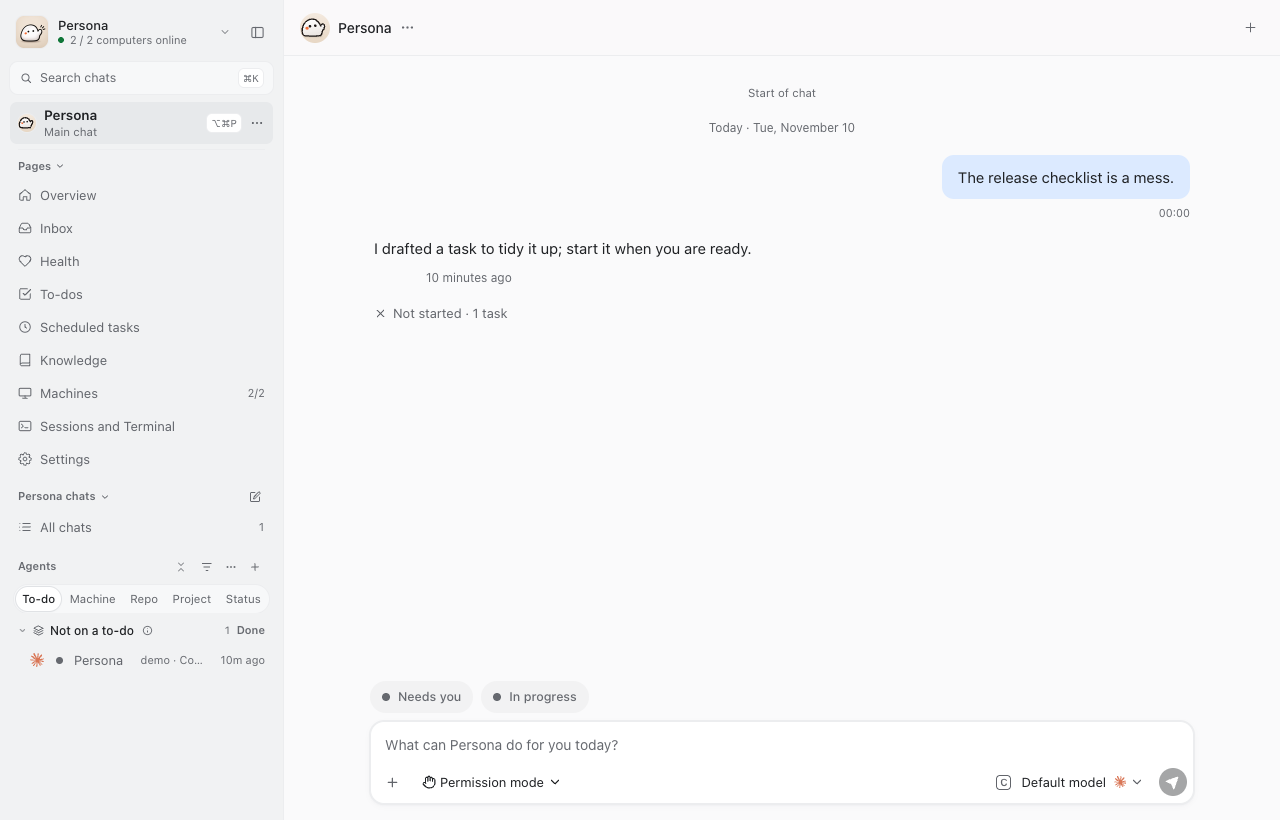 Persona
2 / 2 computers online
Search chats
⌘K
Persona
Main chat
⌥⌘P
Pages
Overview
Inbox
Health
To-dos
Scheduled tasks
Knowledge
Machines
2/2
Sessions and Terminal
Settings
Persona chats
All chats
1
Agents
To-do
Machine
Repo
Project
Status
Not on a to-do
1 Done
Persona
demo · Co...
10m ago
Persona
Start of chat
Today · Tue, November 10
The release checklist is a mess.
00:00
I drafted a task to tidy it up; start it when you are ready.
10 minutes ago
Not started · 1 task
Needs you
In progress
What can Persona do for you today?
Permission mode
C
Default model